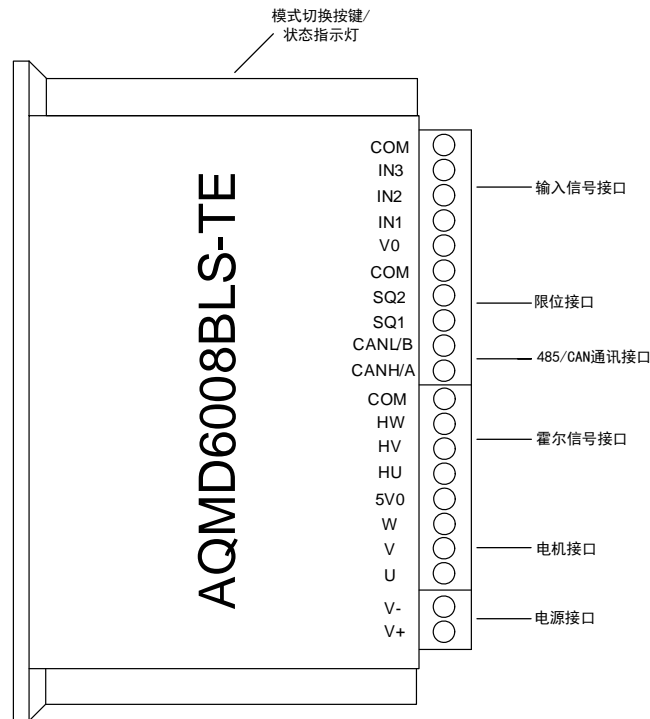 模式切换按键/
状态指示灯
AQMD6008BLS-TE
COM
IN3
IN2
IN1
V0
COM
SQ2
SQ1
CANL/B
CANH/A
COM
HW
HV
HU
5V0
W
V
U
V-
V+
输入信号接口
限位接口
485/CAN通讯接口
霍尔信号接口
电机接口
电源接口